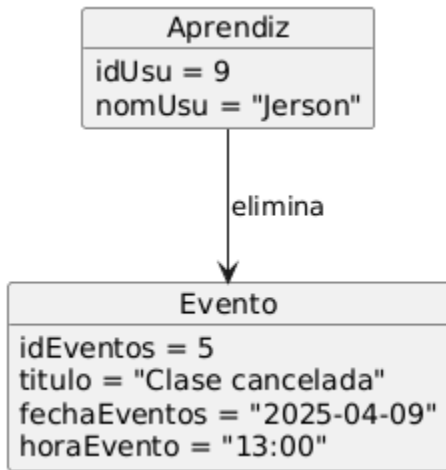 Aprendiz
idUsu = 9
nomUsu = "Jerson"
elimina
Evento
idEventos = 5
titulo = "Clase cancelada"
fechaEventos = "2025-04-09"
horaEvento = "13:00"